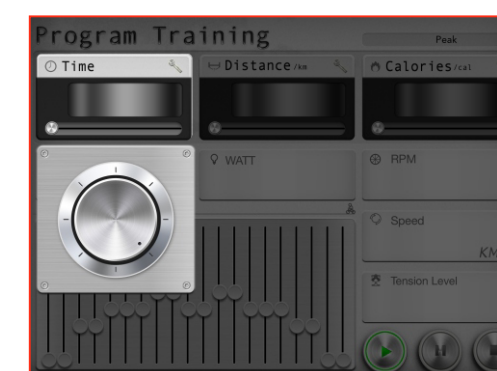 Program Training
Peak
Time
Distance/km
Calories/cal
WATT
RPM
Speed
KM
Tension Level